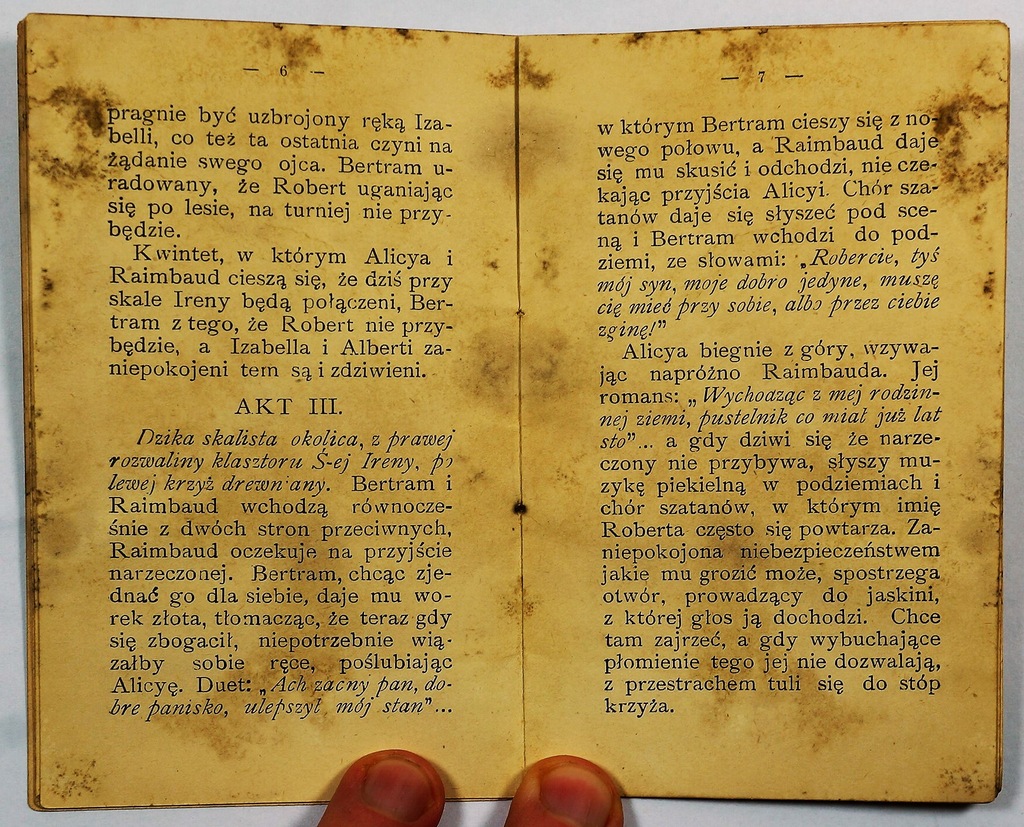 — 6 —
pragnie być uzbrojony ręką Iza-
belli, co też ta ostatnia czyni na
żądanie swego ojca. Bertram u-
radowany, że Robert uganiając
się po lesie, na turniej nie przy-
będzie.
Kwintet, w którym Alicya i
Raimbaud cieszą się, że dziś przy
skale Ireny będą połączeni, Ber-
tram z tego, że Robert nie przy-
będzie, a Izabella i Alberti za-
niepokojeni tem są i zdziwieni.
AKT III.
Dzika skalista okolica, z prawej
rozwaliny klasztoru Ś-ej Ireny, po
lewej krzyż drewniany. Bertram i
Raimbaud wchodzą równocze-
śnie z dwóch stron przeciwnych,
Raimbaud oczekuje na przyjście
narzeczonej. Bertram, chcąc zje-
dnać go dla siebie, daje mu wo-
rek złota, tłomacząc, że teraz gdy
się zbogacił, niepotrzebnie wią-
załby sobie ręce, poślubiając
Alicyę. Duet: „Ach zacny pan, do-
bre panisko, ulepszył mój stan”...
— 7 —
w którym Bertram cieszy się z no-
wego połowu, a Raimbaud daje
się mu skusić i odchodzi, nie cze-
kając przyjścia Alicyi. Chór sza-
tanów daje się słyszeć pod sce-
ną i Bertram wchodzi do pod-
ziemi, ze słowami: „Robercie, tyś
mój syn, moje dobro jedyne, muszę
cię mieć przy sobie, albo przez ciebie
zginę!”
Alicya biegnie z góry, wzywa-
jąc napróżno Raimbauda. Jej
romans: „Wychodząc z mej rodzin-
nej ziemi, pustelnik co miał już lat
sto”... a gdy dziwi się że narze-
czony nie przybywa, słyszy mu-
zykę piekielną w podziemiach i
chór szatanów, w którym imię
Roberta często się powtarza. Za-
niepokojona niebezpieczeństwem
jakie mu grozić może, spostrzega
otwór, prowadzący do jaskini,
z której głos ją dochodzi. Chce
tam zajrzeć, a gdy wybuchające
płomienie tego jej nie dozwalają,
z przestrachem tuli się do stóp
krzyża.